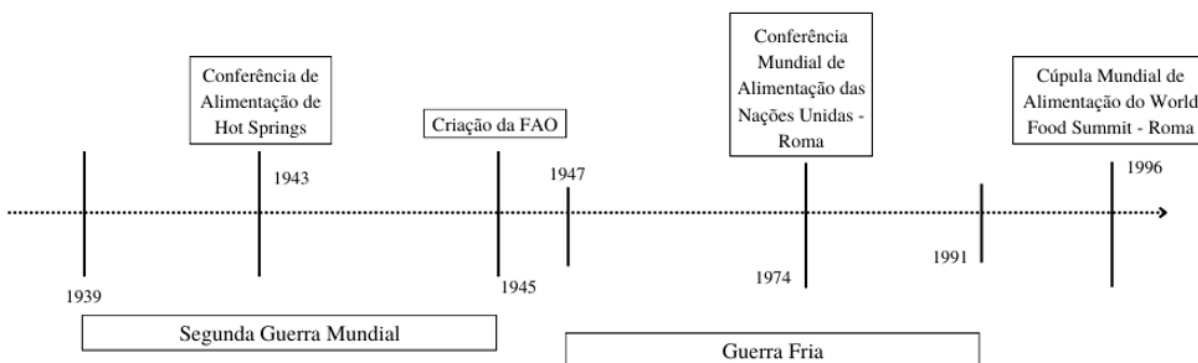 Conferência de
Alimentação de
Hot Springs
Criação da FAO
Conferência
Mundial de
Alimentação das
Nações Unidas -
Roma
Cúpula Mundial de
Alimentação do World
Food Summit - Roma
1943
1947
1996
1939
1945
1974
1991
Segunda Guerra Mundial
Guerra Fria